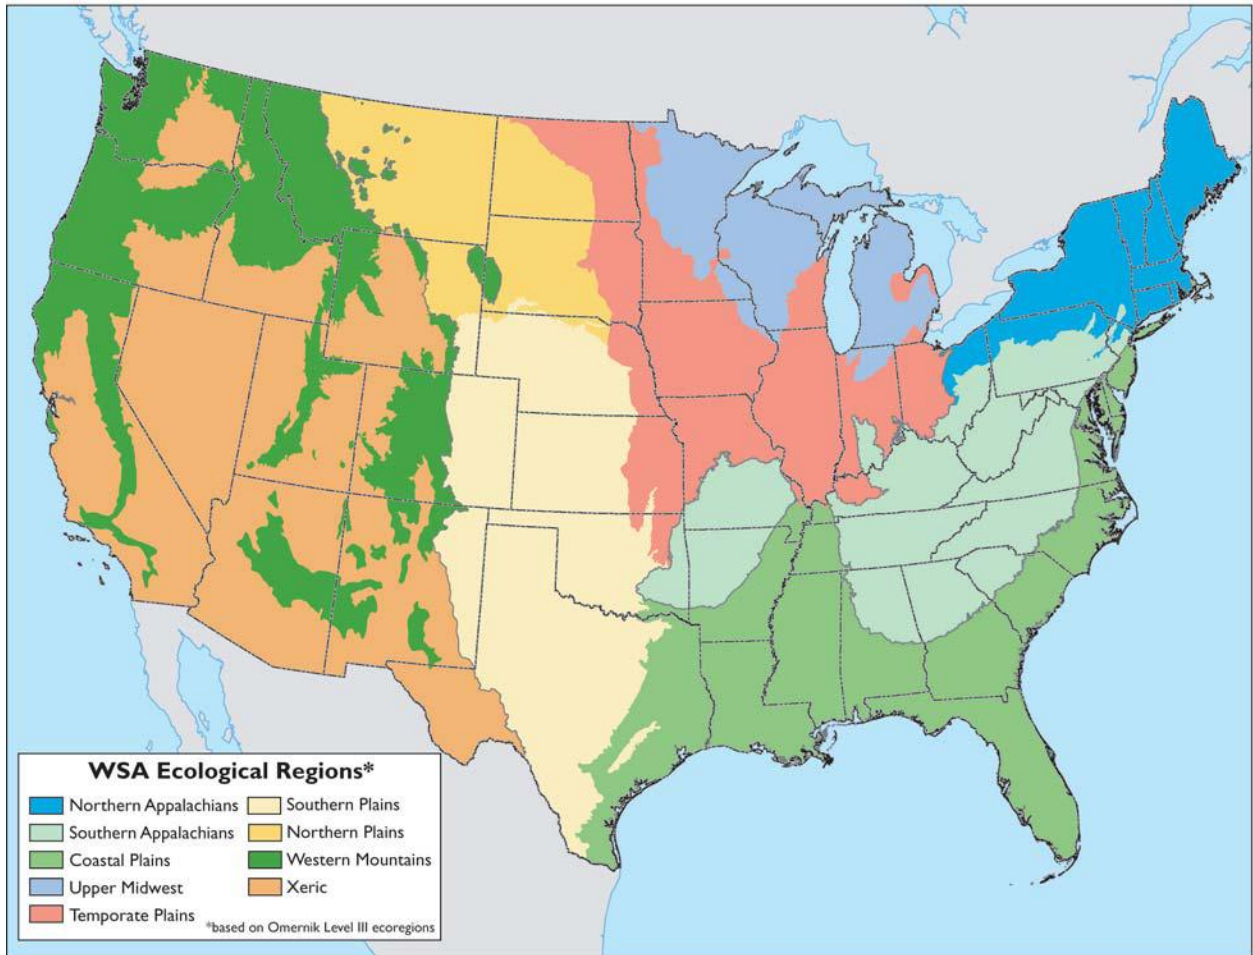 WSA Ecological Regions*
Northern Appalachians
Southern Appalachians
Coastal Plains
Upper Midwest
Temporate Plains
Southern Plains
Northern Plains
Western Mountains
Xeric
*based on Omernik Level III ecoregions